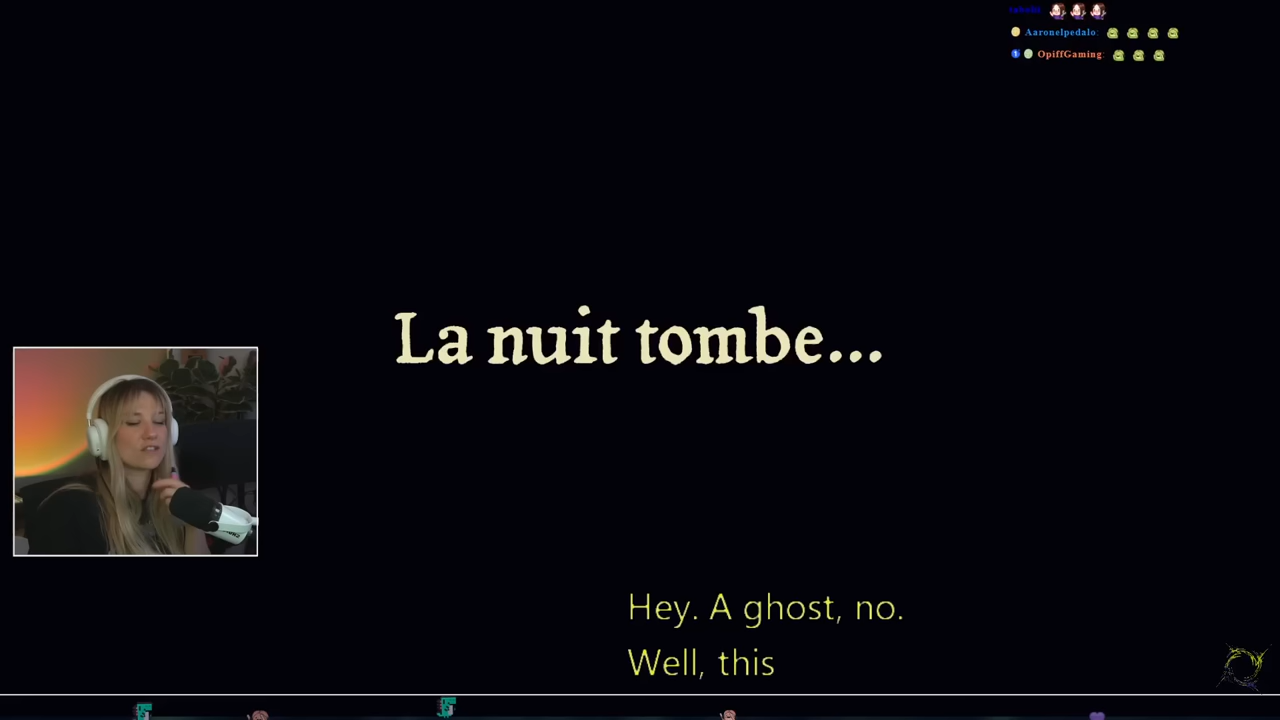 Aaronelpedalo:
OpiffGaming:
La nuit tombe...
Hey. A ghost, no.
Well, this